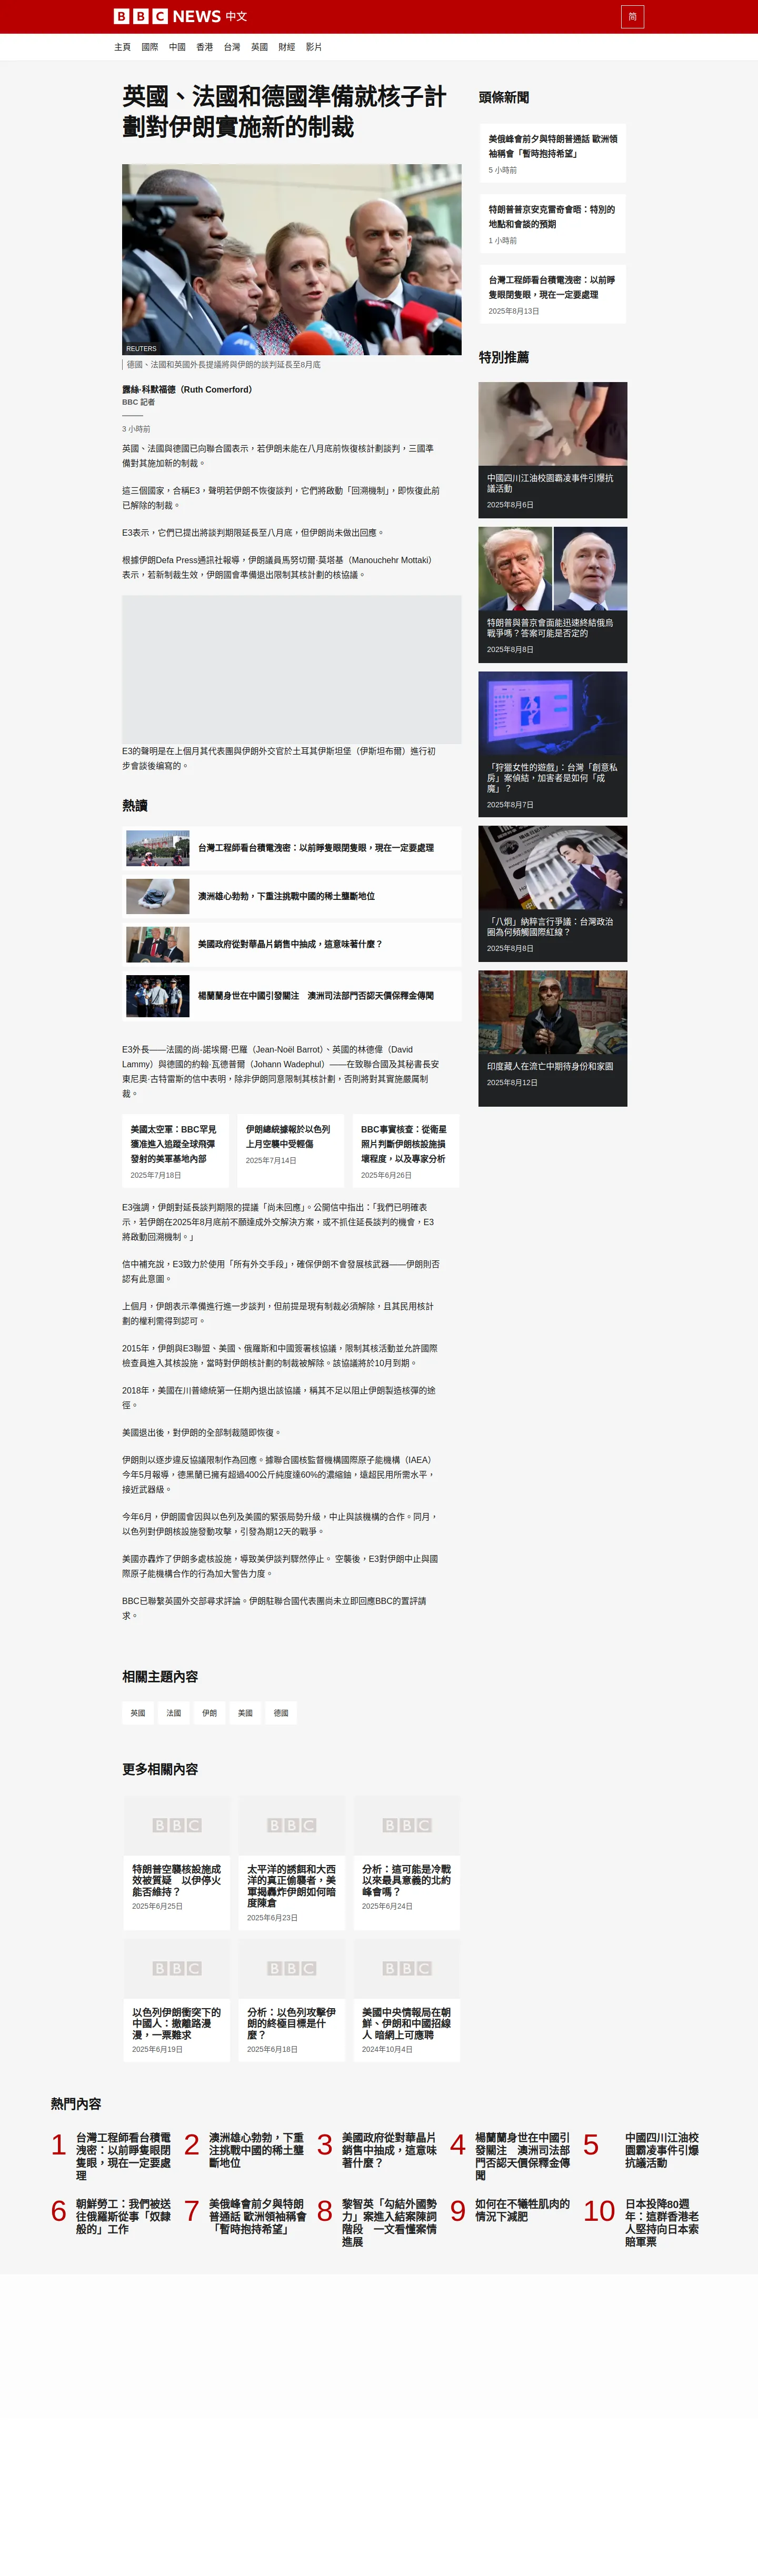 BBC NEWS 中文
简
主頁 國際 中國 香港 台灣 英國 財經 影片
英國、法國和德國準備就核子計
劃對伊朗實施新的制裁
REUTERS
德國、法國和英國外長提議將與伊朗的談判延長至8月底
露絲·科默福德（Ruth Comerford）
BBC 記者
3 小時前
英國、法國與德國已向聯合國表示，若伊朗未能在八月底前恢復核計劃談判，三國準
備對其施加新的制裁。
這三個國家，合稱E3，聲明若伊朗不恢復談判，它們將啟動「回溯機制」，即恢復此前
已解除的制裁。
E3表示，它們已提出將談判期限延長至八月底，但伊朗尚未做出回應。
根據伊朗Defa Press通訊社報導，伊朗議員馬努切爾·莫塔基（Manouchehr Mottaki）
表示，若新制裁生效，伊朗國會準備退出限制其核計劃的核協議。
E3的聲明是在上個月其代表團與伊朗外交官於土耳其伊斯坦堡（伊斯坦布爾）進行初
步會談後編寫的。
熱讀
台灣工程師看台積電洩密：以前睜隻眼閉隻眼，現在一定要處理
澳洲雄心勃勃，下重注挑戰中國的稀土壟斷地位
美國政府從對華晶片銷售中抽成，這意味著什麼？
楊蘭蘭身世在中國引發關注　澳洲司法部門否認天價保釋金傳聞
E3外長——法國的尚-諾埃爾·巴羅（Jean-Noël Barrot）、英國的林德偉（David
Lammy）與德國的約翰·瓦德普爾（Johann Wadephul）——在致聯合國及其秘書長安
東尼奧·古特雷斯的信中表明，除非伊朗同意限制其核計劃，否則將對其實施嚴厲制
裁。
美國太空軍：BBC罕見
獲准進入追蹤全球飛彈
發射的美軍基地內部
2025年7月18日
伊朗總統據報於以色列
上月空襲中受輕傷
2025年7月14日
BBC事實核查：從衛星
照片判斷伊朗核設施損
壞程度，以及專家分析
2025年6月26日
E3強調，伊朗對延長談判期限的提議「尚未回應」。公開信中指出：「我們已明確表
示，若伊朗在2025年8月底前不願達成外交解決方案，或不抓住延長談判的機會，E3
將啟動回溯機制。」
信中補充說，E3致力於使用「所有外交手段」，確保伊朗不會發展核武器——伊朗則否
認有此意圖。
上個月，伊朗表示準備進行進一步談判，但前提是現有制裁必須解除，且其民用核計
劃的權利需得到認可。
2015年，伊朗與E3聯盟、美國、俄羅斯和中國簽署核協議，限制其核活動並允許國際
檢查員進入其核設施，當時對伊朗核計劃的制裁被解除。該協議將於10月到期。
2018年，美國在川普總統第一任期內退出該協議，稱其不足以阻止伊朗製造核彈的途
徑。
美國退出後，對伊朗的全部制裁隨即恢復。
伊朗則以逐步違反協議限制作為回應。據聯合國核監督機構國際原子能機構（IAEA）
今年5月報導，德黑蘭已擁有超過400公斤純度達60%的濃縮鈾，遠超民用所需水平，
接近武器級。
今年6月，伊朗國會因與以色列及美國的緊張局勢升級，中止與該機構的合作。同月，
以色列對伊朗核設施發動攻擊，引發為期12天的戰爭。
美國亦轟炸了伊朗多處核設施，導致美伊談判驟然停止。 空襲後，E3對伊朗中止與國
際原子能機構合作的行為加大警告力度。
BBC已聯繫英國外交部尋求評論。伊朗駐聯合國代表團尚未立即回應BBC的置評請
求。
相關主題內容
英國 法國 伊朗 美國 德國
更多相關內容
特朗普空襲核設施成
效被質疑　以伊停火
能否維持？
2025年6月25日
太平洋的誘餌和大西
洋的真正偷襲者，美
軍揭轟炸伊朗如何暗
度陳倉
2025年6月23日
分析：這可能是冷戰
以來最具意義的北約
峰會嗎？
2025年6月24日
以色列伊朗衝突下的
中國人：撤離路漫
漫，一票難求
2025年6月19日
分析：以色列攻擊伊
朗的終極目標是什
麼？
2025年6月18日
美國中央情報局在朝
鮮、伊朗和中國招線
人 暗網上可應聘
2024年10月4日
頭條新聞
美俄峰會前夕與特朗普通話 歐洲領
袖稱會「暫時抱持希望」
5 小時前
特朗普普京安克雷奇會晤：特別的
地點和會談的預期
1 小時前
台灣工程師看台積電洩密：以前睜
隻眼閉隻眼，現在一定要處理
2025年8月13日
特別推薦
中國四川江油校園霸凌事件引爆抗
議活動
2025年8月6日
特朗普與普京會面能迅速終結俄烏
戰爭嗎？答案可能是否定的
2025年8月8日
「狩獵女性的遊戲」：台灣「創意私
房」案偵結，加害者是如何「成
魔」？
2025年8月7日
「八炯」納粹言行爭議：台灣政治
圈為何頻觸國際紅線？
2025年8月8日
印度藏人在流亡中期待身份和家園
2025年8月12日
熱門內容
1 台灣工程師看台積電
洩密：以前睜隻眼閉
隻眼，現在一定要處
理
2 澳洲雄心勃勃，下重
注挑戰中國的稀土壟
斷地位
3 美國政府從對華晶片
銷售中抽成，這意味
著什麼？
4 楊蘭蘭身世在中國引
發關注　澳洲司法部
門否認天價保釋金傳
聞
5 中國四川江油校
園霸凌事件引爆
抗議活動
6 朝鮮勞工：我們被送
往俄羅斯從事「奴隸
般的」工作
7 美俄峰會前夕與特朗
普通話 歐洲領袖稱會
「暫時抱持希望」
8 黎智英「勾結外國勢
力」案進入結案陳詞
階段　一文看懂案情
進展
9 如何在不犧牲肌肉的
情況下減肥
10 日本投降80週
年：這群香港老
人堅持向日本索
賠軍票